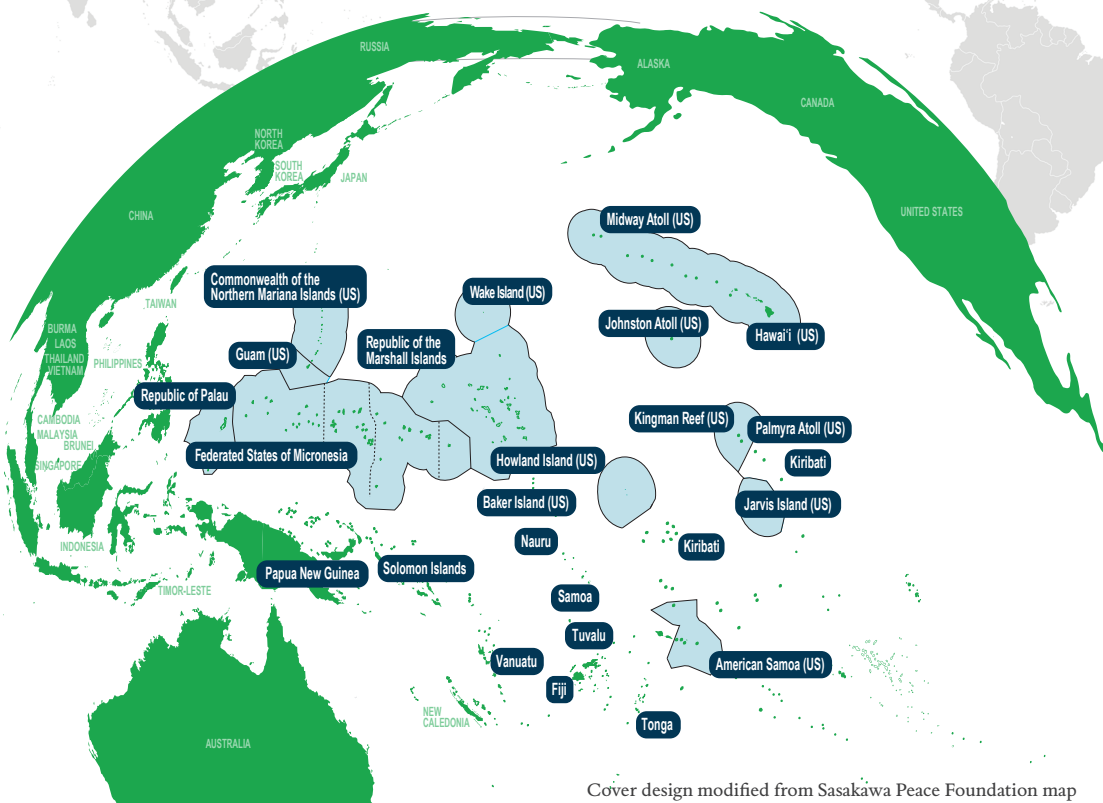 RUSSIA
ALASKA
CANADA
NORTH
KOREA
SOUTH
KOREA
JAPAN
CHINA
UNITED STATES
Midway Atoll (US)
Commonwealth of the
Northern Mariana Islands (US)
Wake Island (US)
TAIWAN
Johnston Atoll (US)
Hawai'i (US)
BURMA
LAOS
THAILAND
VIETNAM
PHILIPPINES
Guam (US)
Republic of the
Marshall Islands
Republic of Palau
CAMBODIA
MALAYSIA
BRUNEI
SINGAPORE
Kingman Reef (US)
Palmyra Atoll (US)
Federated States of Micronesia
Howland Island (US)
Kiribati
Baker Island (US)
Jarvis Island (US)
INDONESIA
Nauru
Kiribati
Papua New Guinea
Solomon Islands
TIMOR-LESTE
Samoa
Tuvalu
Vanuatu
American Samoa (US)
Fiji
NEW
CALEDONIA
Tonga
AUSTRALIA
Cover design modified from Sasakawa Peace Foundation map